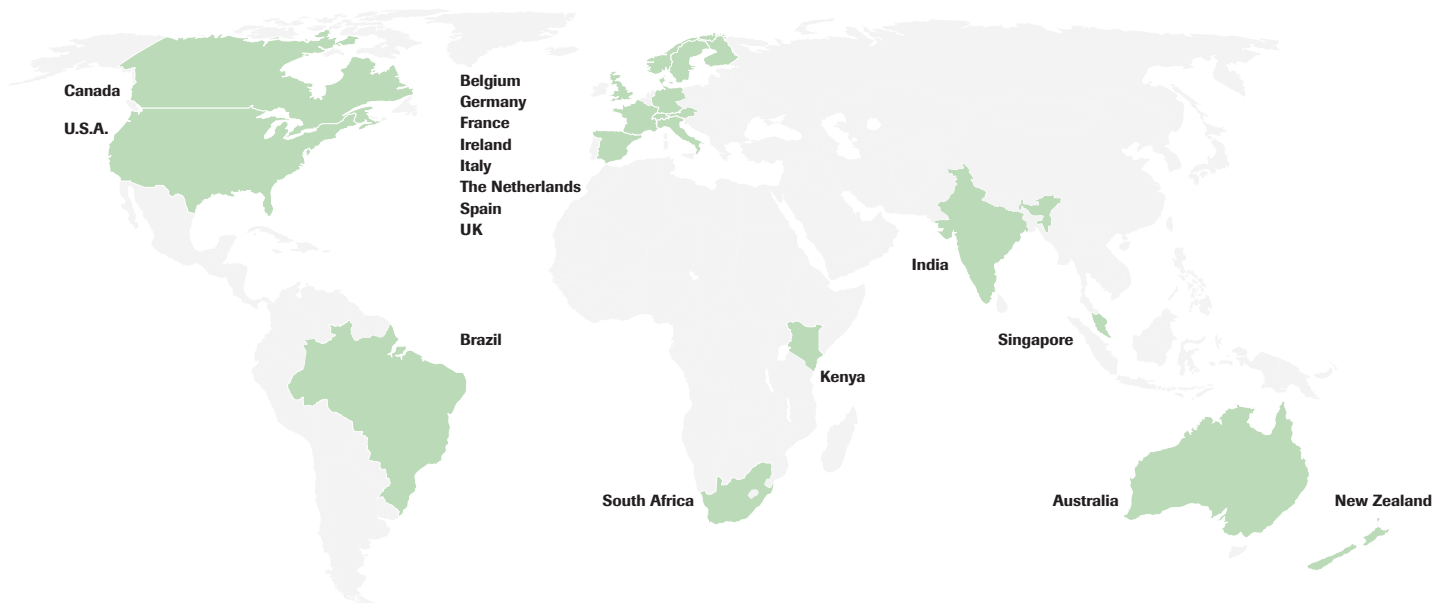 Canada
U.S.A.
Belgium
Germany
France
Ireland
Italy
The Netherlands
Spain
UK
Brazil
India
Singapore
Kenya
South Africa
Australia
New Zealand